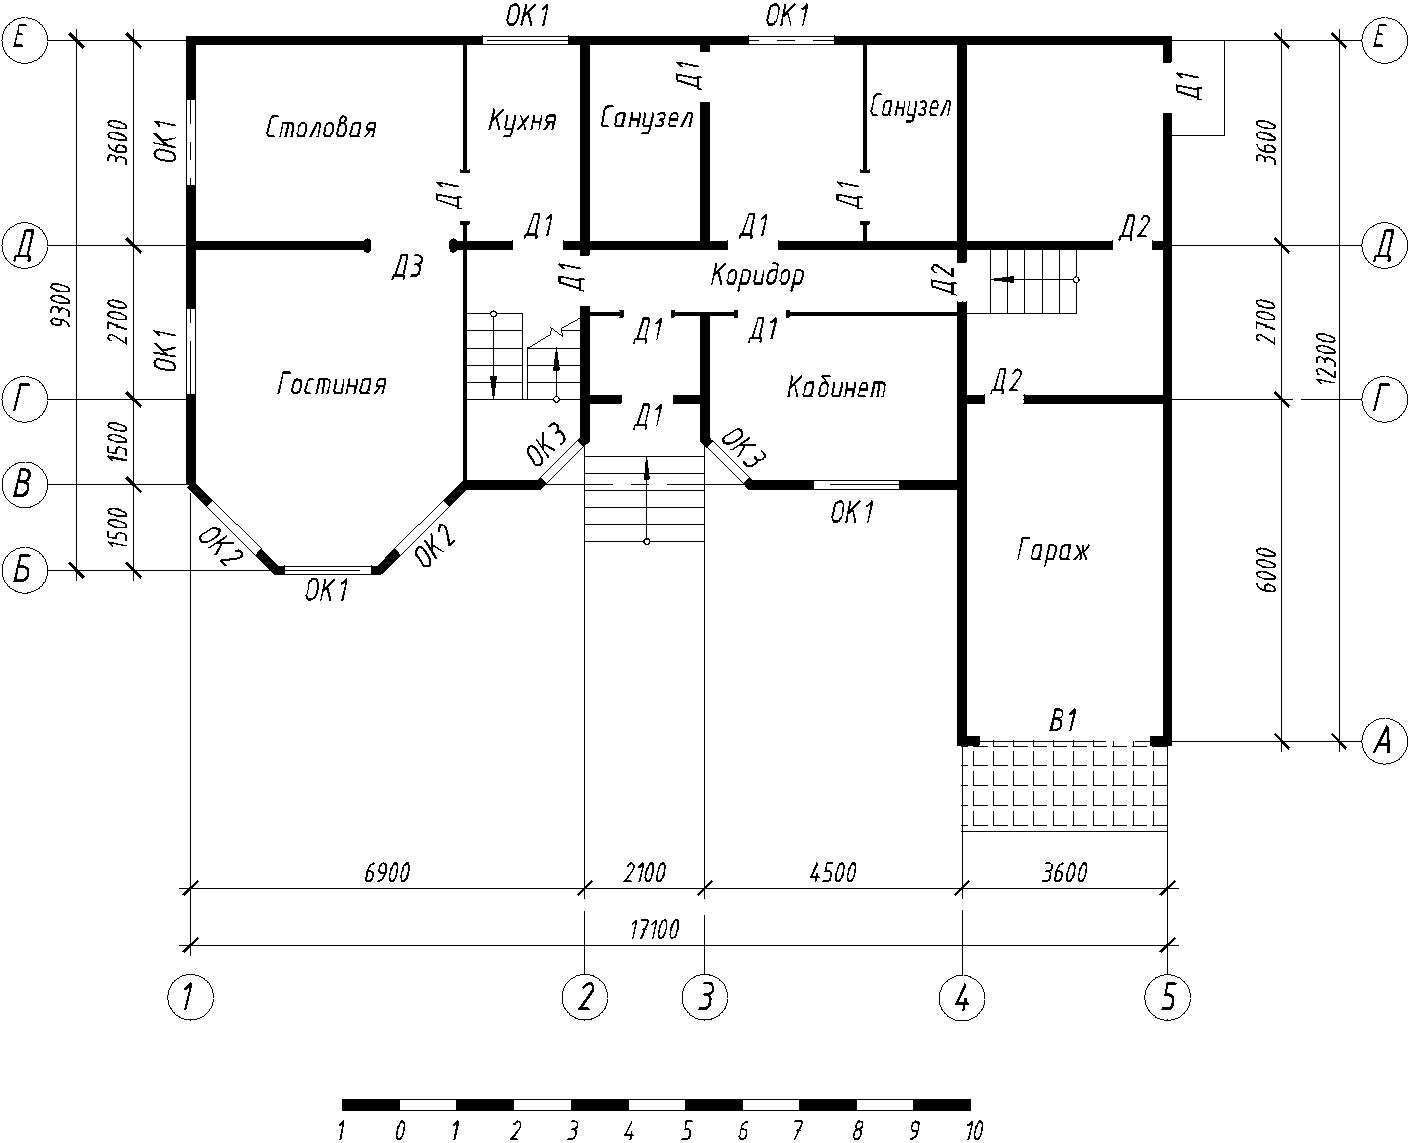 ОК1 ОК1
Е Е
Д1 Д1
Столовая Кухня Санузел Санузел
ОК1 3600 3600
Д1 Д1
Д Д1 Д1 Д2 Д
Д3 Д1 Коридор Д2
9300 2700 ОК1 Д1 Д1 2700 12300
Гостиная Кабинет Д2
Г Д1 Г
1500 ОК3 ОК3
В ОК1
1500 ОК2 ОК2 Гараж 6000
Б ОК1
В1
А
6900 2100 4500 3600
17100
1 2 3 4 5
1 0 1 2 3 4 5 6 7 8 9 10